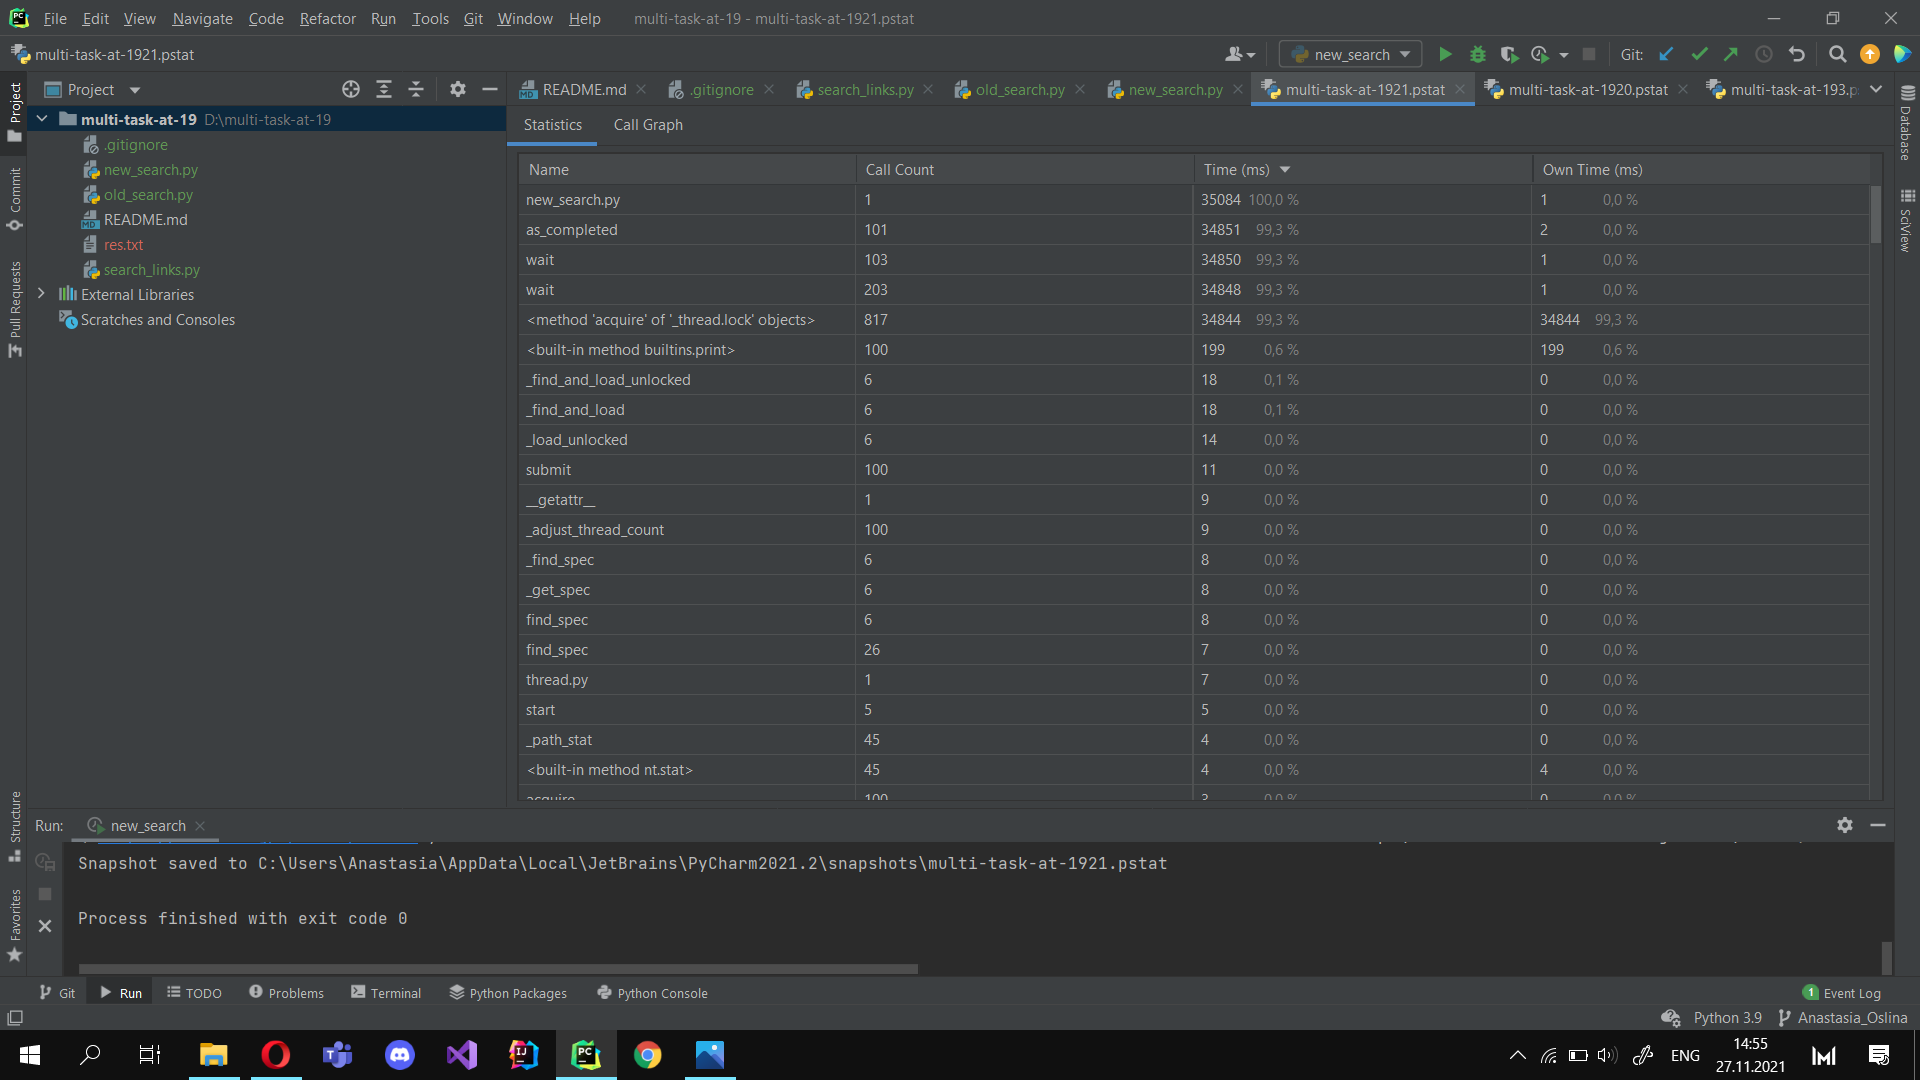 File Edit View Navigate Code Refactor Run Tools Git Window Help multi-task-at-19 - multi-task-at-1921.pstat
multi-task-at-1921.pstat new_search Git:
Project README.md .gitignore search_links.py old_search.py new_search.py multi-task-at-1921.pstat multi-task-at-1920.pstat multi-task-at-193.p
multi-task-at-19 D:\multi-task-at-19
.gitignore
new_search.py
old_search.py
README.md
res.txt
search_links.py
External Libraries
Scratches and Consoles
Project
Commit
Pull Requests
Structure
Favorites
Database
SciView
Statistics Call Graph
Name Call Count Time (ms) Own Time (ms)
new_search.py 1 35084 100,0 % 1 0,0 %
as_completed 101 34851 99,3 % 2 0,0 %
wait 103 34850 99,3 % 1 0,0 %
wait 203 34848 99,3 % 1 0,0 %
<method 'acquire' of '_thread.lock' objects> 817 34844 99,3 % 34844 99,3 %
<built-in method builtins.print> 100 199 0,6 % 199 0,6 %
_find_and_load_unlocked 6 18 0,1 % 0 0,0 %
_find_and_load 6 18 0,1 % 0 0,0 %
_load_unlocked 6 14 0,0 % 0 0,0 %
submit 100 11 0,0 % 0 0,0 %
__getattr__ 1 9 0,0 % 0 0,0 %
_adjust_thread_count 100 9 0,0 % 0 0,0 %
_find_spec 6 8 0,0 % 0 0,0 %
_get_spec 6 8 0,0 % 0 0,0 %
find_spec 6 8 0,0 % 0 0,0 %
find_spec 26 7 0,0 % 0 0,0 %
thread.py 1 7 0,0 % 0 0,0 %
start 5 5 0,0 % 0 0,0 %
_path_stat 45 4 0,0 % 0 0,0 %
<built-in method nt.stat> 45 4 0,0 % 4 0,0 %
acquire 100 3 0,0 % 0 0,0 %
Run: new_search
Snapshot saved to C:\Users\Anastasia\AppData\Local\JetBrains\PyCharm2021.2\snapshots\multi-task-at-1921.pstat
Process finished with exit code 0
Git Run TODO Problems Terminal Python Packages Python Console 1 Event Log
Python 3.9 Anastasia_Oslina
ENG 14:55
27.11.2021